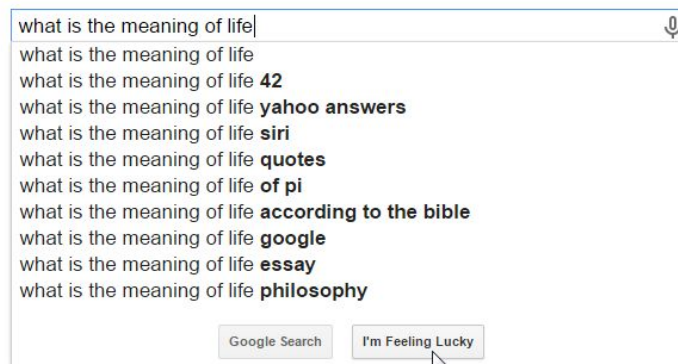 what is the meaning of life
what is the meaning of life
what is the meaning of life 42
what is the meaning of life yahoo answers
what is the meaning of life siri
what is the meaning of life quotes
what is the meaning of life of pi
what is the meaning of life according to the bible
what is the meaning of life google
what is the meaning of life essay
what is the meaning of life philosophy
Google Search I'm Feeling Lucky